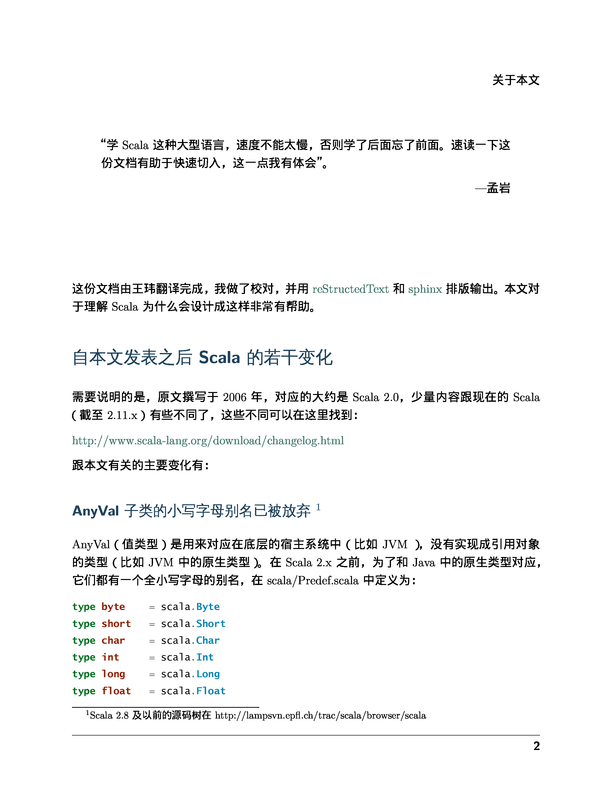 关于本文
“学 Scala 这种大型语言，速度不能太慢，否则学了后面忘了前面。速读一下这
份文档有助于快速切入，这一点我有体会”。
—孟岩
这份文档由王玮翻译完成，我做了校对，并用 reStructedText 和 sphinx 排版输出。本文对
于理解 Scala 为什么会设计成这样非常有帮助。
自本文发表之后 Scala 的若干变化
需要说明的是，原文撰写于 2006 年，对应的大约是 Scala 2.0，少量内容跟现在的 Scala
（截至 2.11.x）有些不同了，这些不同可以在这里找到：
http://www.scala-lang.org/download/changelog.html
跟本文有关的主要变化有：
AnyVal 子类的小写字母别名已被放弃 1
AnyVal（值类型）是用来对应在底层的宿主系统中（比如 JVM ），没有实现成引用对象
的类型（比如 JVM 中的原生类型）。在 Scala 2.x 之前，为了和 Java 中的原生类型对应，
它们都有一个全小写字母的别名，在 scala/Predef.scala 中定义为：
type byte = scala.Byte
type short = scala.Short
type char = scala.Char
type int = scala.Int
type long = scala.Long
type float = scala.Float
1Scala 2.8 及以前的源码树在 http://lampsvn.epfl.ch/trac/scala/browser/scala
2